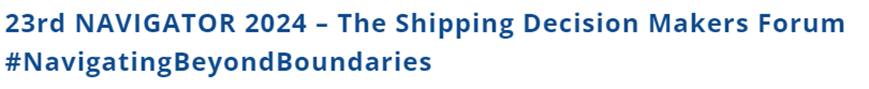 23rd NAVIGATOR 2024 – The Shipping Decision Makers Forum
#NavigatingBeyondBoundaries